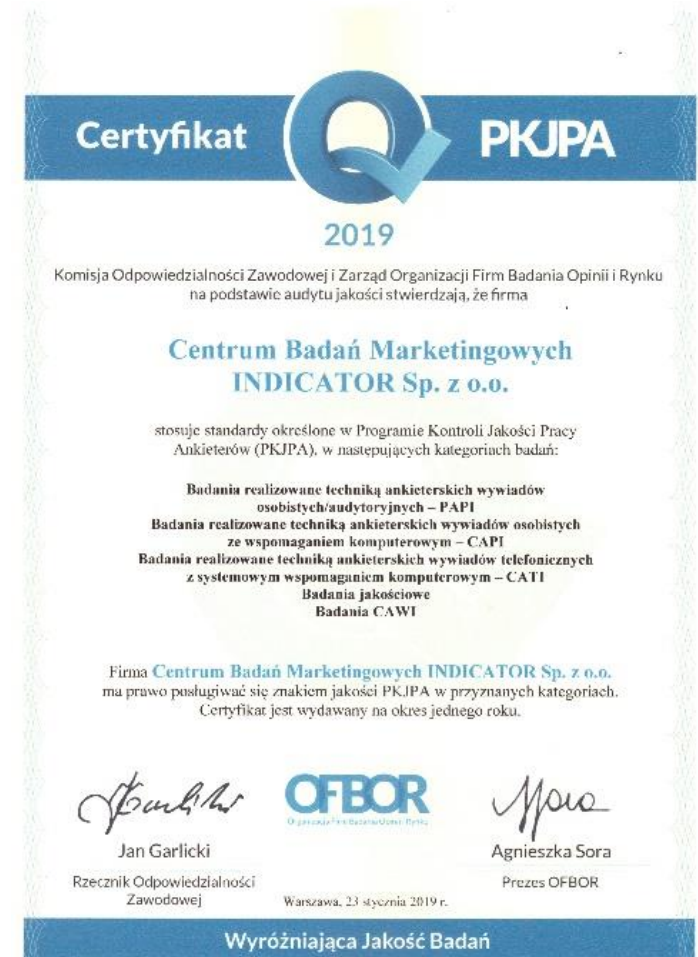 Certyfikat PKJPA
2019
Komisja Odpowiedzialności Zawodowej i Zarząd Organizacji Firm Badania Opinii i Rynku
na podstawie audytu jakości stwierdzają, że firma
Centrum Badań Marketingowych
INDICATOR Sp. z o.o.
stosuje standardy określone w Programie Kontroli Jakości Pracy
Ankieterów (PKJPA), w następujących kategoriach badań:
Badania realizowane techniką ankieterskich wywiadów
osobistych/audytoryjnych – PAPI
Badania realizowane techniką ankieterskich wywiadów osobistych
ze wspomaganiem komputerowym – CAPI
Badania realizowane techniką ankieterskich wywiadów telefonicznych
z systemowym wspomaganiem komputerowym – CATI
Badania jakościowe
Badania CAWI
Firma Centrum Badań Marketingowych INDICATOR Sp. z o.o.
ma prawo posługiwać się znakiem jakości PKJPA w przyznanych kategoriach.
Certyfikat jest wydawany na okres jednego roku.
OFBOR
Organizacja Firm Badania Opinii i Rynku
Jan Garlicki
Rzecznik Odpowiedzialności
Zawodowej
Agnieszka Sora
Prezes OFBOR
Warszawa, 23 stycznia 2019 r.
Wyróżniająca Jakość Badań